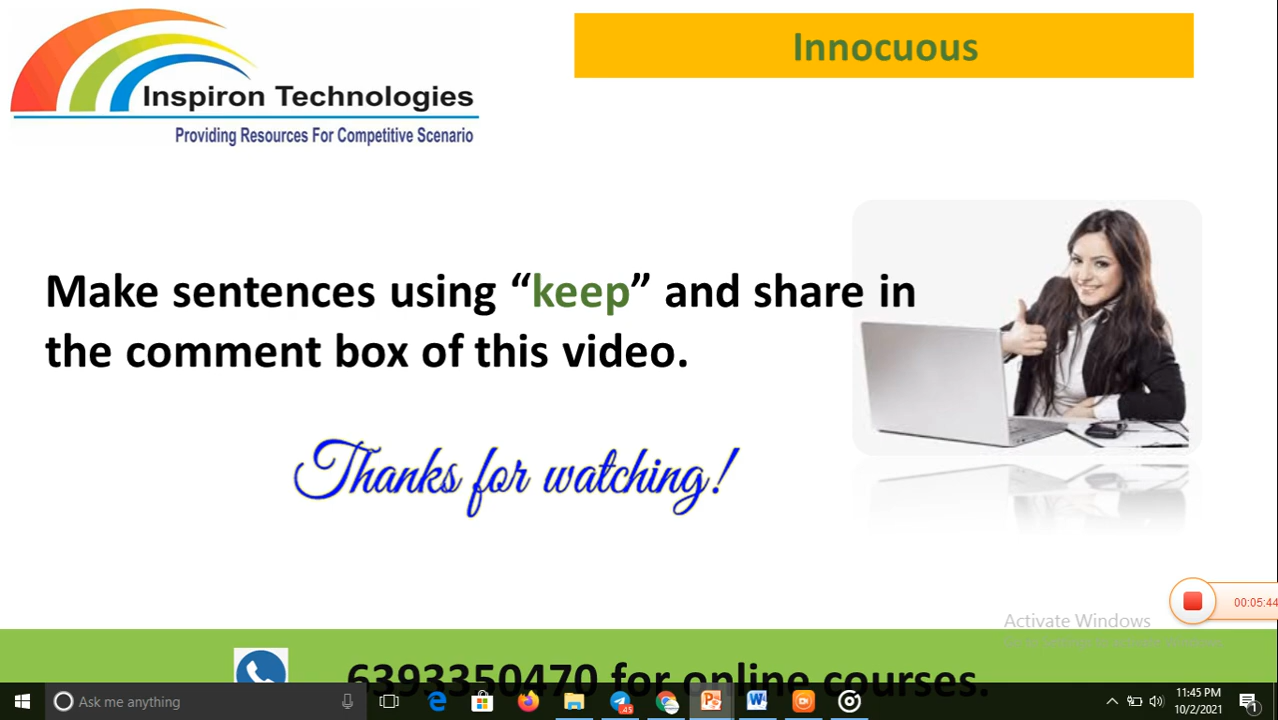 Innocuous
Inspiron Technologies
Providing Resources For Competitive Scenario
Make sentences using “keep” and share in
the comment box of this video.
Thanks for watching!
00:05:44
Activate Windows
6393350470 for online courses.
Ask me anything
45
11:45 PM
10/2/2021
1